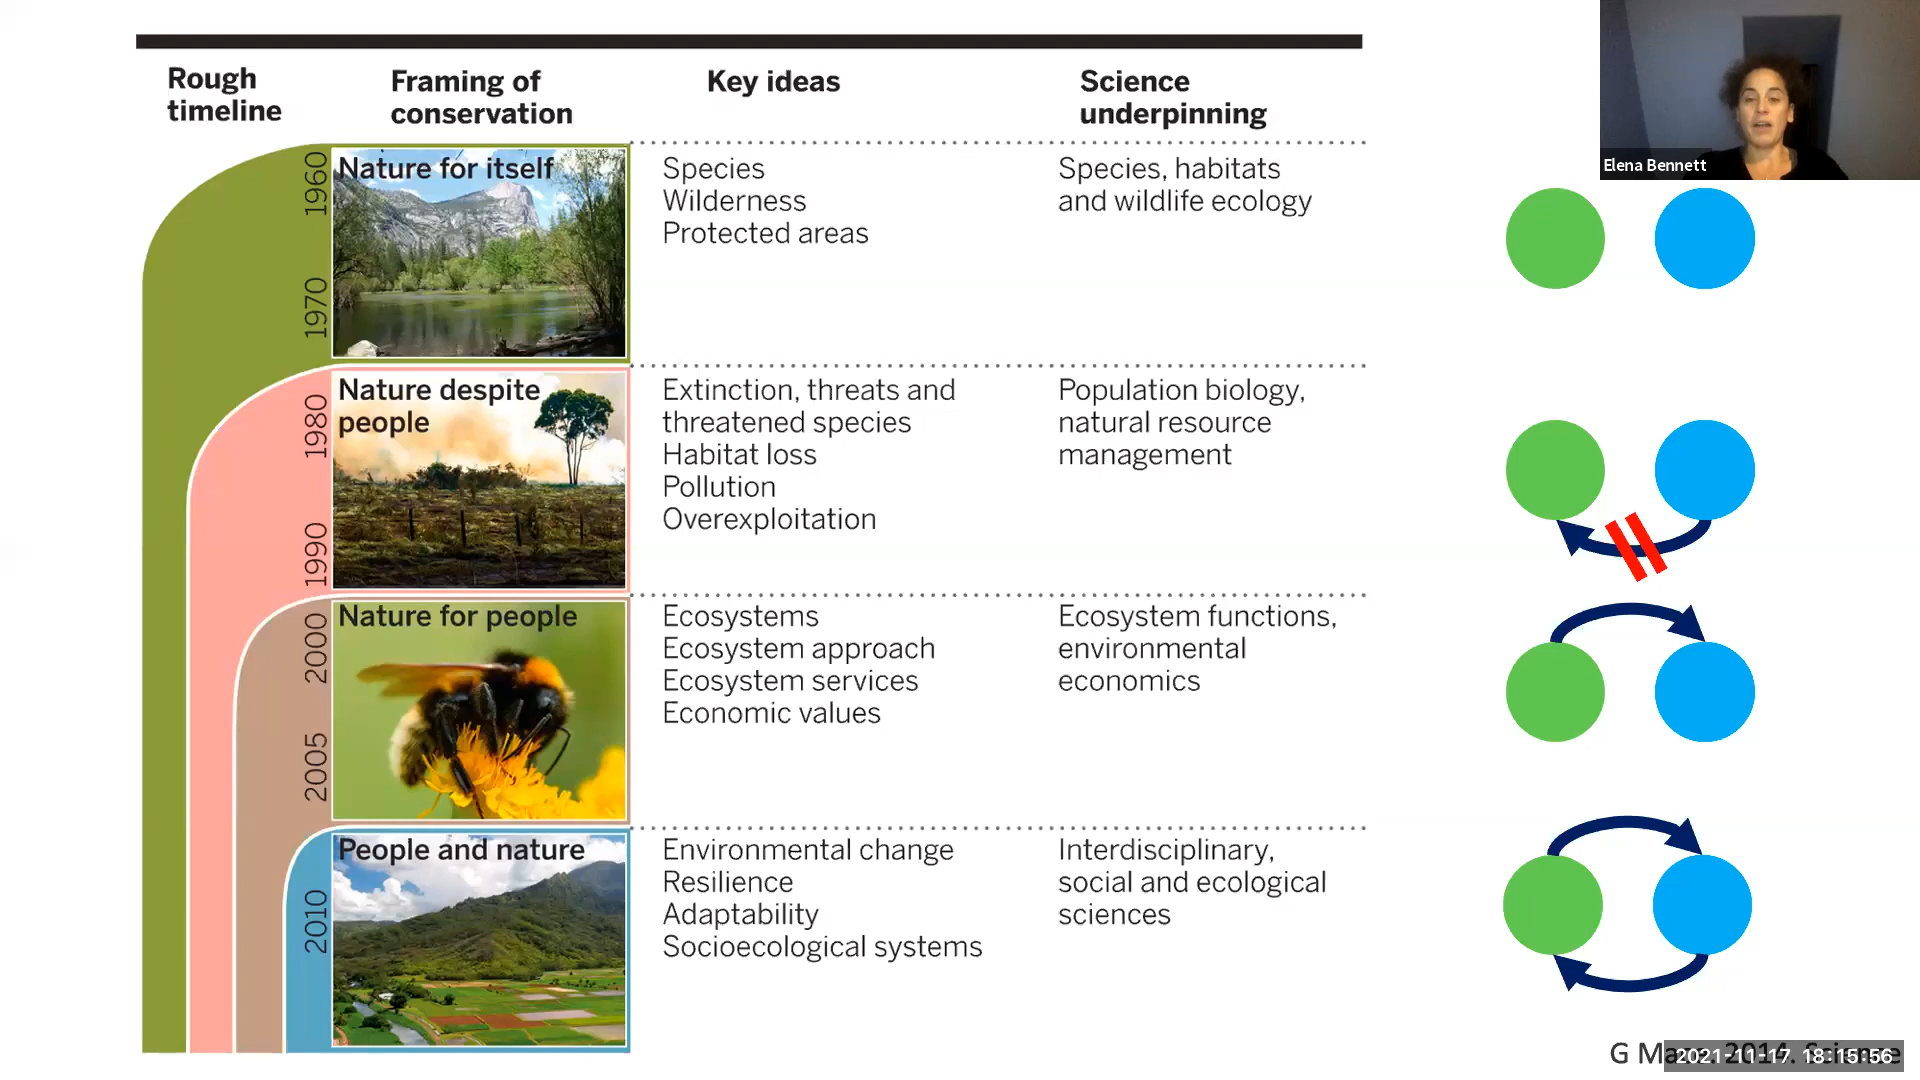 Rough
timeline
Framing of
conservation
Key ideas
Science
underpinning
Elena Bennett
1960
1970
Nature for itself
Species
Wilderness
Protected areas
Species, habitats
and wildlife ecology
1980
1990
Nature despite
people
Extinction, threats and
threatened species
Habitat loss
Pollution
Overexploitation
Population biology,
natural resource
management
2000
2005
Nature for people
Ecosystems
Ecosystem approach
Ecosystem services
Economic values
Ecosystem functions,
environmental
economics
2010
People and nature
Environmental change
Resilience
Adaptability
Socioecological systems
Interdisciplinary,
social and ecological
sciences
G Mace. 2014. Science
2021-11-17 18:15:56